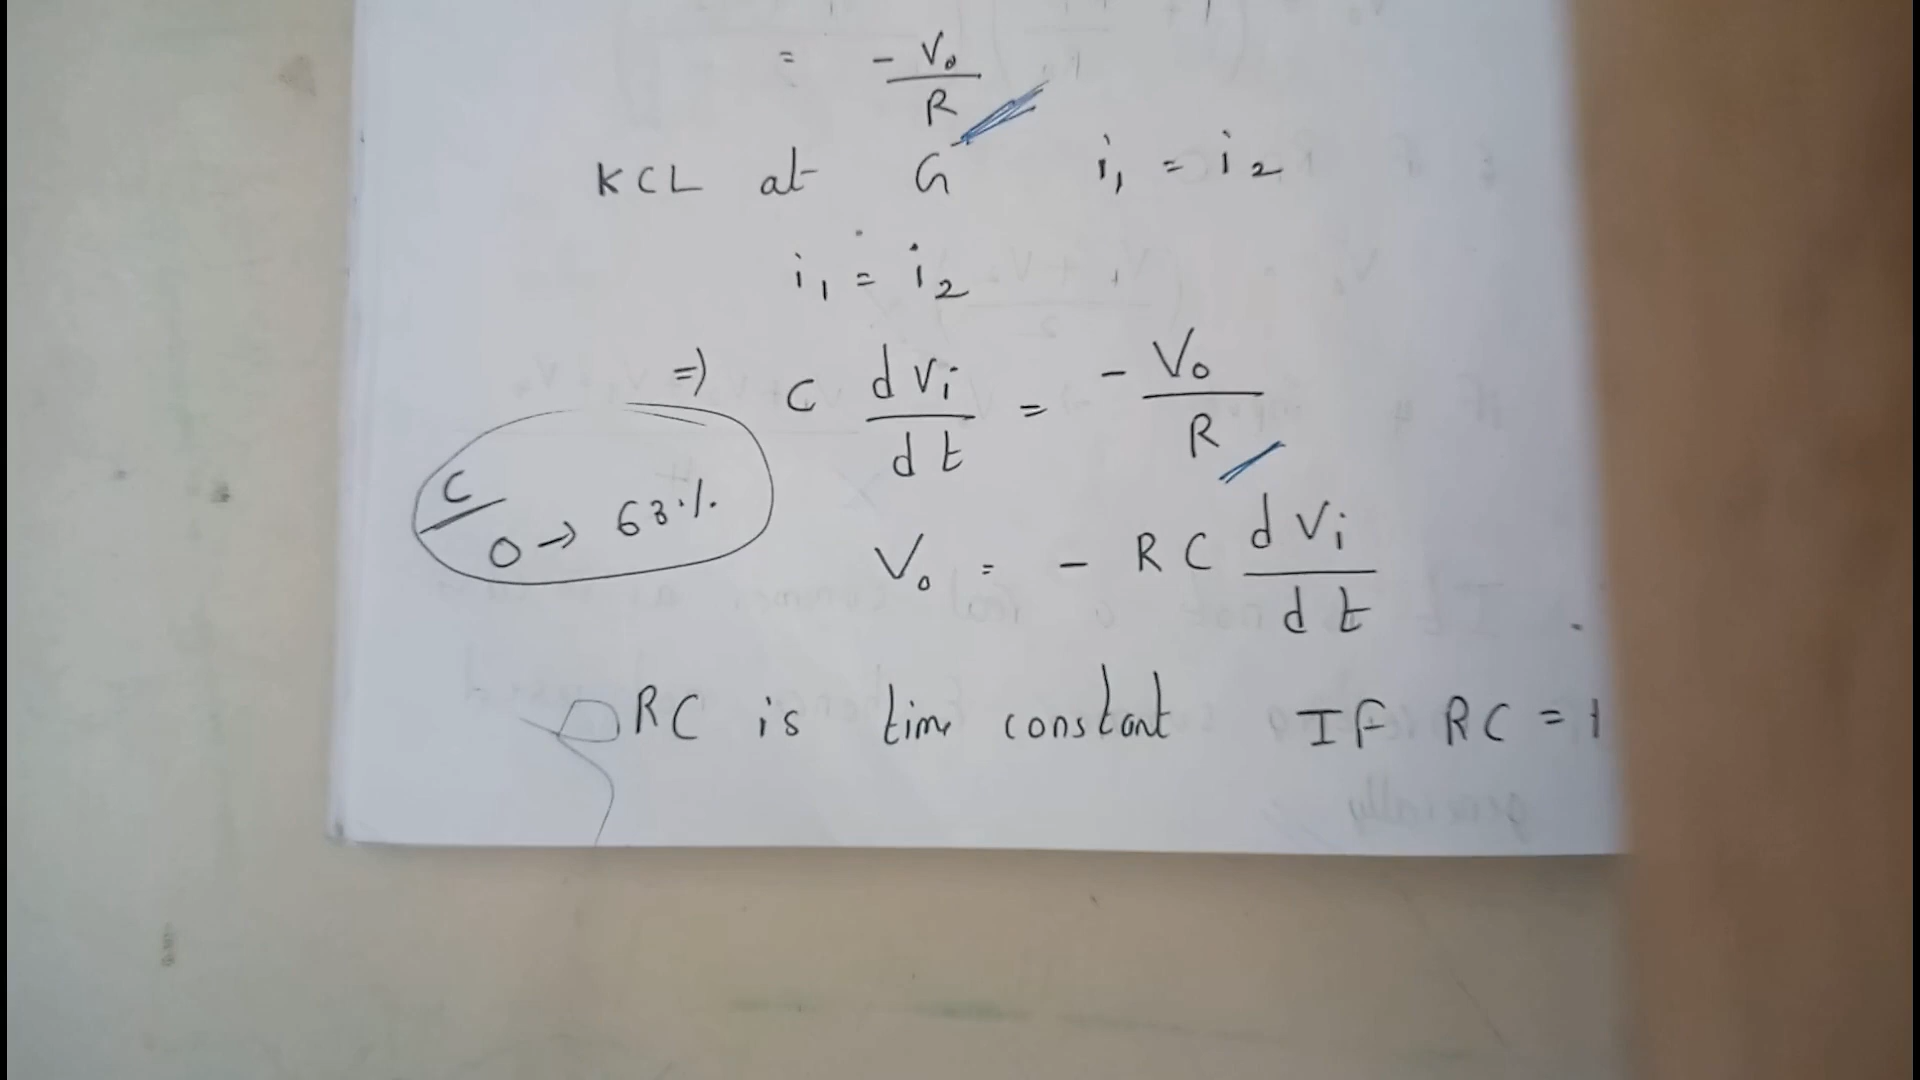 = - V₀/R
KCL at G i₁ = i₂
i₁ = i₂
=) C dVi/dt = - V₀/R
C
0 → 63%
V₀ = - RC dVi/dt
RC is time constant IF RC = 1